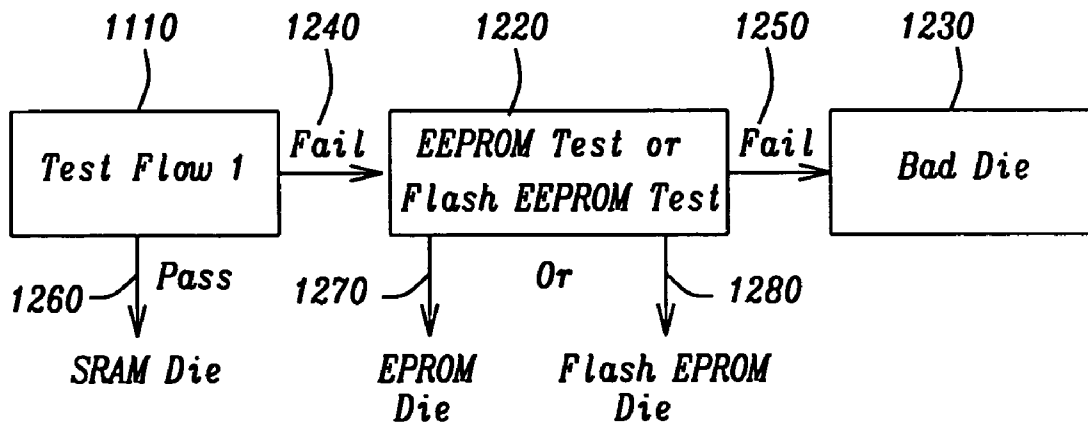 1110 1240 1220 1250 1230
Test Flow 1
Fail
EEPROM Test or
Flash EEPROM Test
Fail
Bad Die
1260
Pass
1270
Or
1280
SRAM Die
EPROM
Die
Flash EPROM
Die